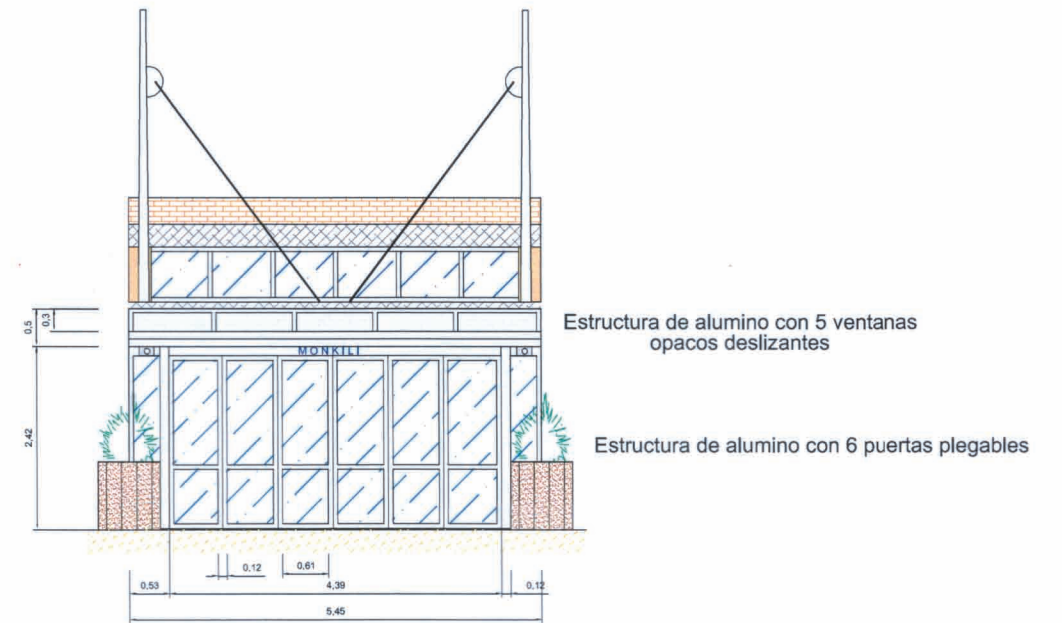 0,5
0,3
Estructura de alumino con 5 ventanas
opacos deslizantes
MONKILI
2,42
Estructura de alumino con 6 puertas plegables
0,12
0,61
0,53
4,39
0,12
5,45